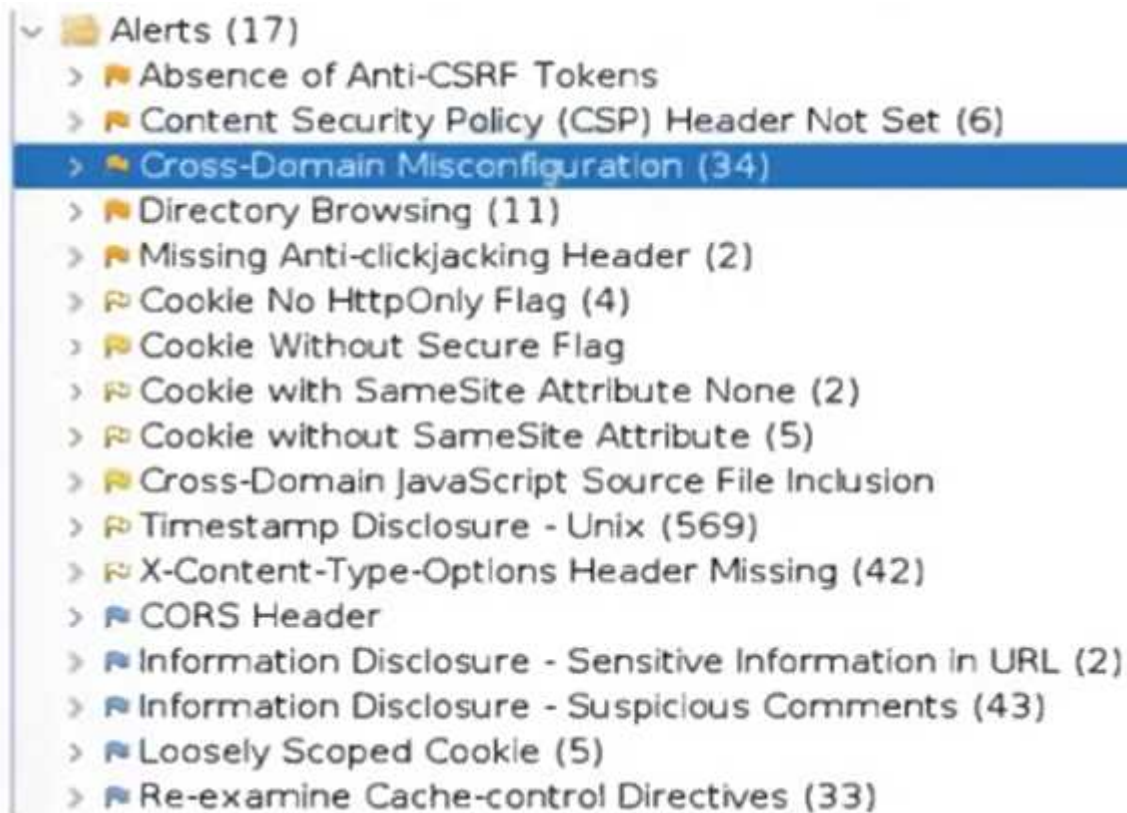 Alerts (17)
Absence of Anti-CSRF Tokens
Content Security Policy (CSP) Header Not Set (6)
Cross-Domain Misconfiguration (34)
Directory Browsing (11)
Missing Anti-clickjacking Header (2)
Cookie No HttpOnly Flag (4)
Cookie Without Secure Flag
Cookie with SameSite Attribute None (2)
Cookie without SameSite Attribute (5)
Cross-Domain JavaScript Source File Inclusion
Timestamp Disclosure - Unix (569)
X-Content-Type-Options Header Missing (42)
CORS Header
Information Disclosure - Sensitive Information in URL (2)
Information Disclosure - Suspicious Comments (43)
Loosely Scoped Cookie (5)
Re-examine Cache-control Directives (33)